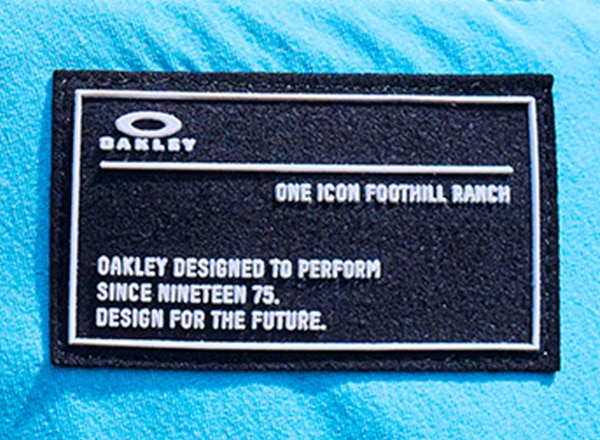 OAKLEY
ONE ICON FOOTHILL RANCH
OAKLEY DESIGNED TO PERFORM
SINCE NINETEEN 75.
DESIGN FOR THE FUTURE.